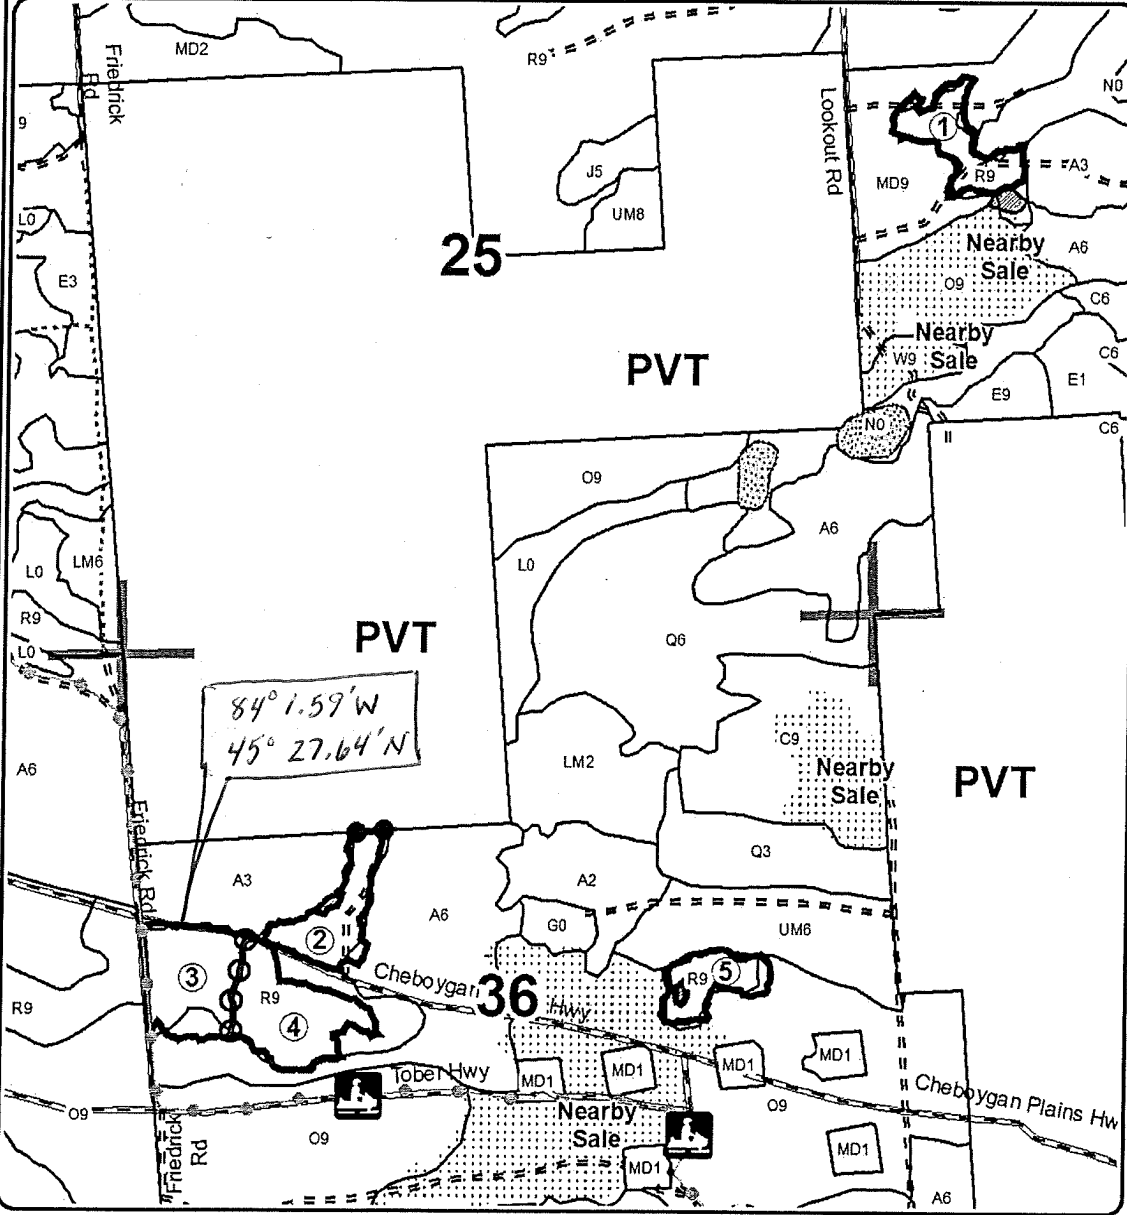 MD2
R9
Friedrick
Rd
Lookout Rd
N0
9
1
J5
MD9
R9
A3
UM8
L0
25
Nearby
Sale
A6
E3
O9
C6
PVT
Nearby
Sale
W9
C6
E9
E1
N0
C6
O9
A6
LM6
L0
L0
R9
PVT
Q6
L0
84° 1.59'W
45° 27.64'N
C9
A6
LM2
Nearby
Sale
PVT
Friedrick Rd
Q3
A3
A2
A6
G0
UM6
2
3
R9
5
R9
Cheboygan
36
Hwy
R9
4
MD1
Tober Hwy
MD1
MD1
MD1
Cheboygan Plains Hw
O9
Nearby
Sale
O9
O9
Friedrick
Rd
MD1
MD1
A6